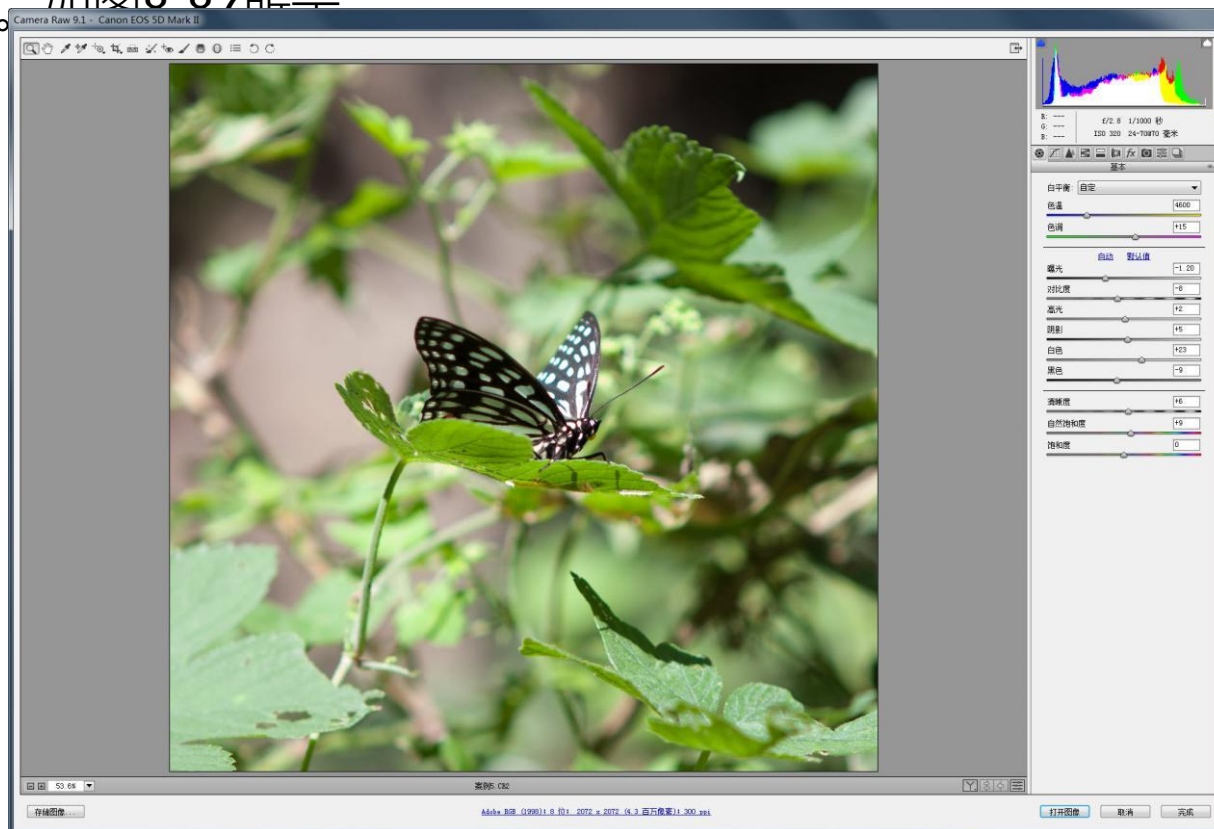 Camera Raw 9.1 - Canon EOS 5D Mark II
R: ---
G: ---
B: ---
f/2.8 1/1000 秒
ISO 320 24-70@70 毫米
基本
白平衡: 自定
色温 4600
色调 +15
自动 默认值
曝光 -1.20
对比度 -8
高光 +2
阴影 +5
白色 +23
黑色 -9
清晰度 +6
自然饱和度 +9
饱和度 0
53.6% 案例5.CR2
存储图像...
Adobe RGB (1998); 8 位; 2072 x 2072 (4.3 百万像素); 300 ppi
打开图像 取消 完成